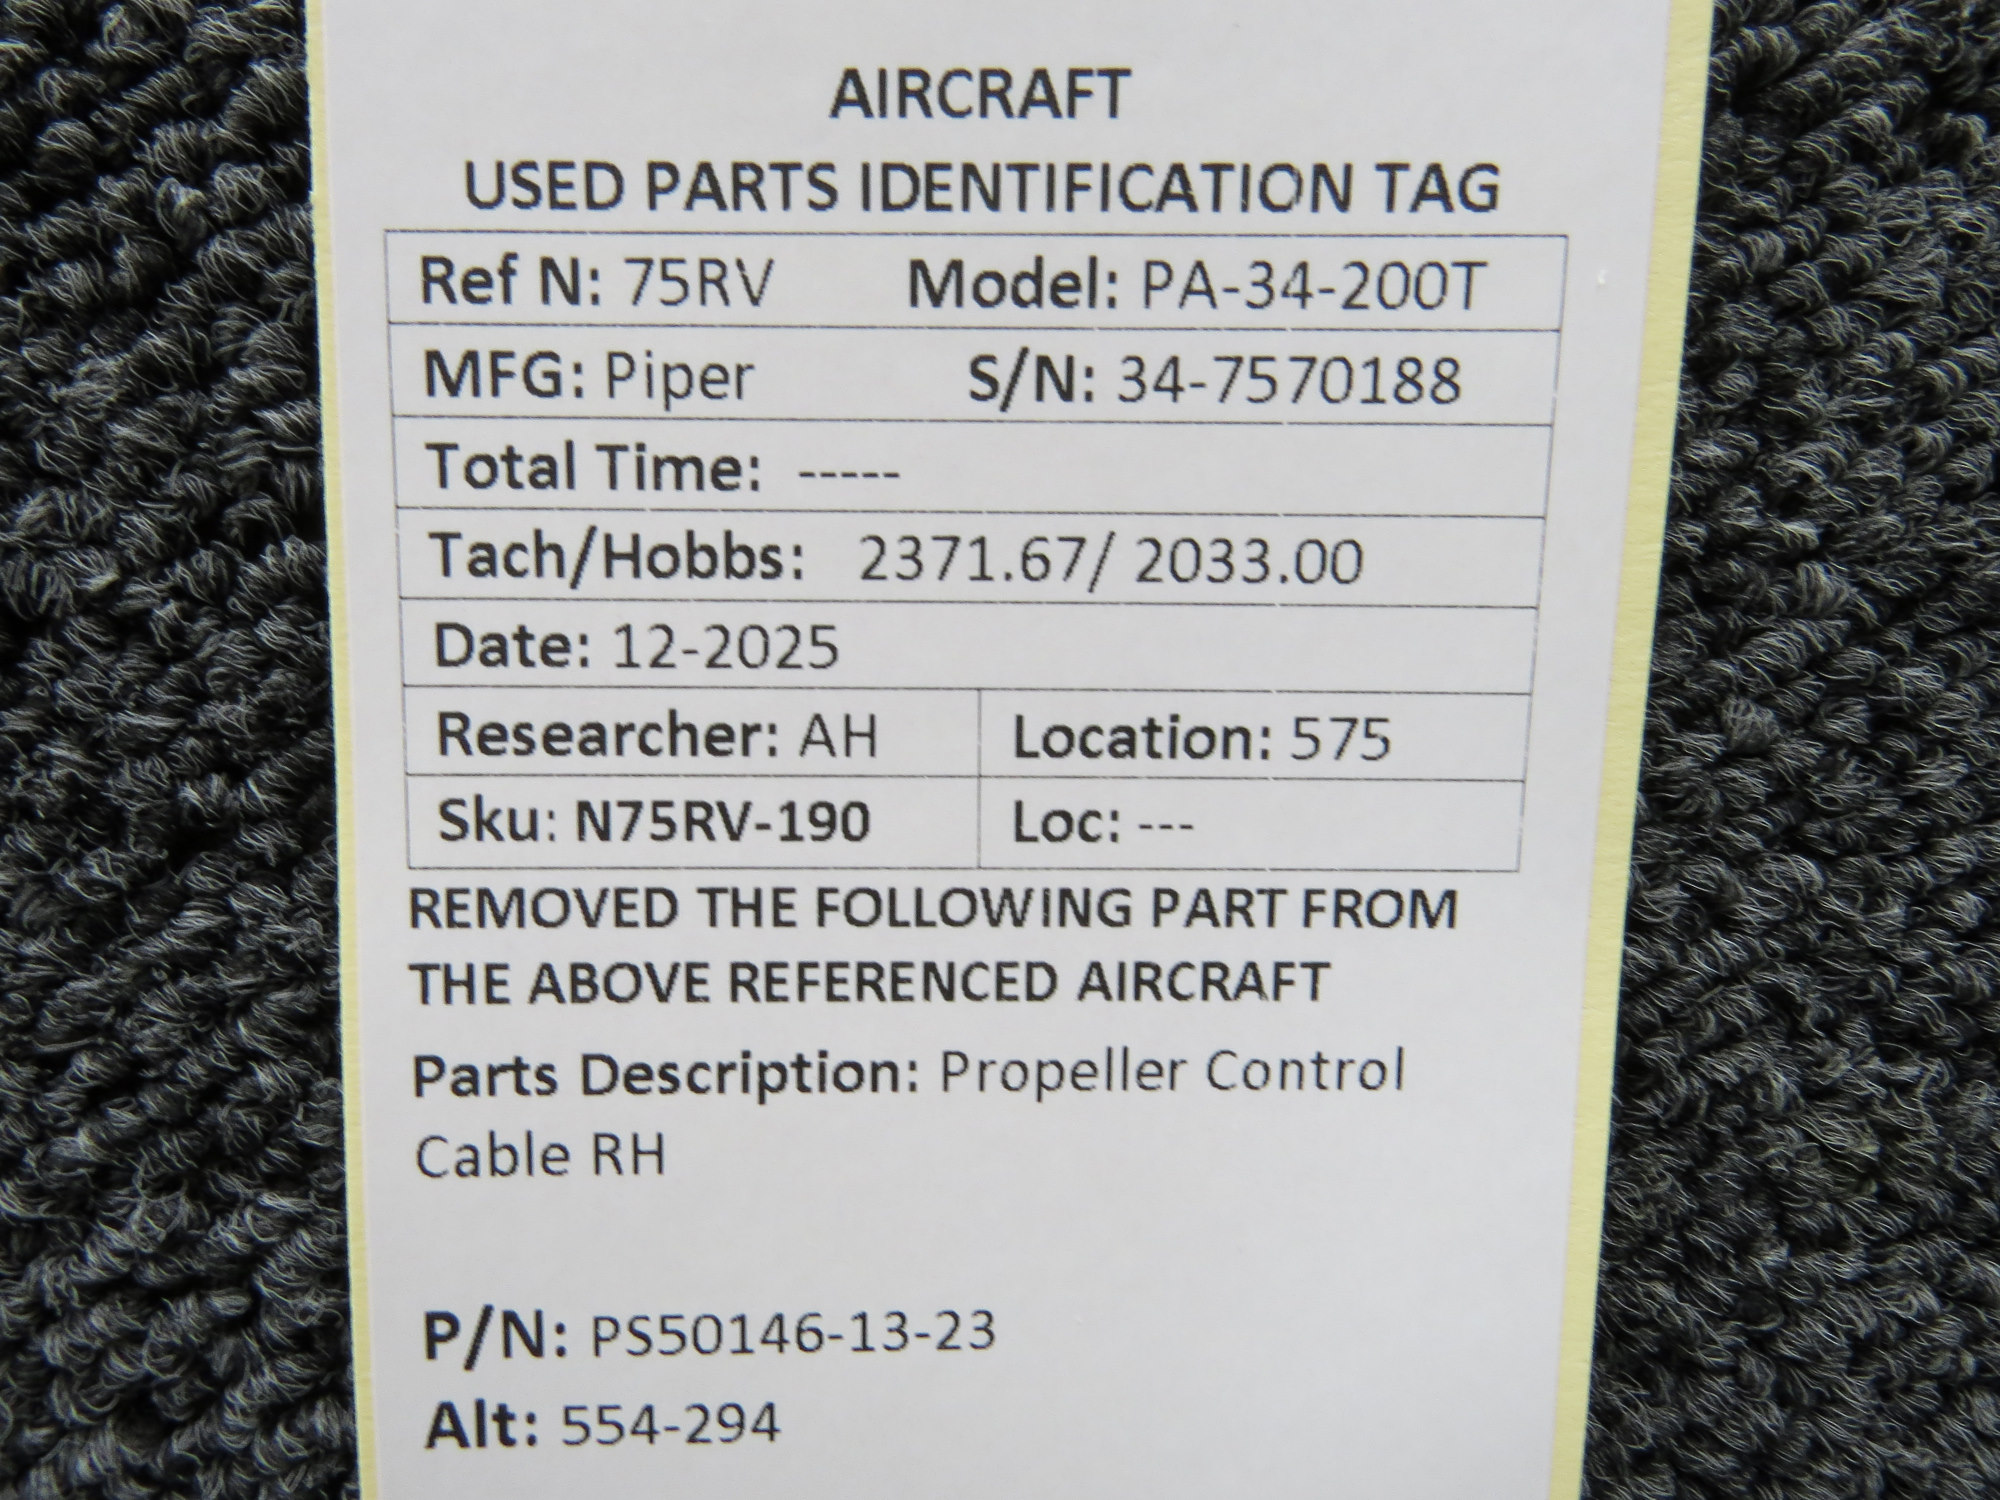 AIRCRAFT
USED PARTS IDENTIFICATION TAG
Ref N: 75RV Model: PA-34-200T
MFG: Piper S/N: 34-7570188
Total Time: -----
Tach/Hobbs: 2371.67/ 2033.00
Date: 12-2025
Researcher: AH Location: 575
Sku: N75RV-190 Loc: ---
REMOVED THE FOLLOWING PART FROM
THE ABOVE REFERENCED AIRCRAFT
Parts Description: Propeller Control
Cable RH
P/N: PS50146-13-23
Alt: 554-294